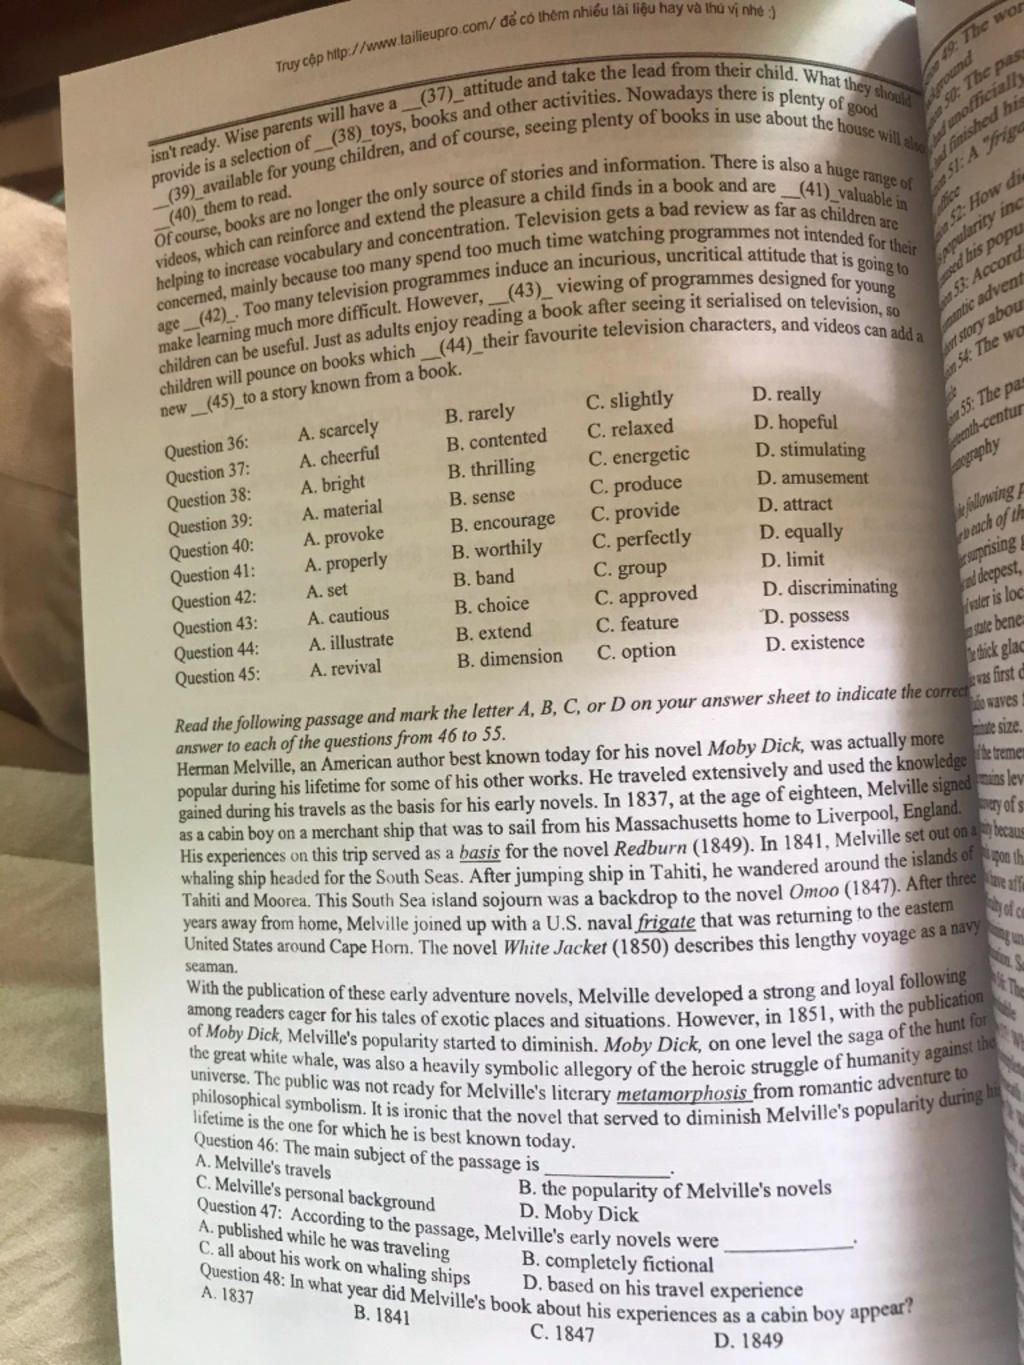 Truy cập http://www.tailieupro.com/ để có thêm nhiều tài liệu hay và thú vị nhé :)
isn't ready. Wise parents will have a __(37)_attitude and take the lead from their child. What they should
provide is a selection of __(38)_toys, books and other activities. Nowadays there is plenty of good
__(39)_available for young children, and of course, seeing plenty of books in use about the house will also
__(40)_them to read.
Of course, books are no longer the only source of stories and information. There is also a huge range of
videos, which can reinforce and extend the pleasure a child finds in a book and are __(41)_valuable in
helping to increase vocabulary and concentration. Television gets a bad review as far as children are
concerned, mainly because too many spend too much time watching programmes not intended for their
age __(42)_. Too many television programmes induce an incurious, uncritical attitude that is going to
make learning much more difficult. However, __(43)_ viewing of programmes designed for young
children can be useful. Just as adults enjoy reading a book after seeing it serialised on television, so
children will pounce on books which __(44)_their favourite television characters, and videos can add a
new __(45)_to a story known from a book.
Question 36: A. scarcely B. rarely C. slightly D. really
Question 37: A. cheerful B. contented C. relaxed D. hopeful
Question 38: A. bright B. thrilling C. energetic D. stimulating
Question 39: A. material B. sense C. produce D. amusement
Question 40: A. provoke B. encourage C. provide D. attract
Question 41: A. properly B. worthily C. perfectly D. equally
Question 42: A. set B. band C. group D. limit
Question 43: A. cautious B. choice C. approved D. discriminating
Question 44: A. illustrate B. extend C. feature D. possess
Question 45: A. revival B. dimension C. option D. existence
Read the following passage and mark the letter A, B, C, or D on your answer sheet to indicate the correct
answer to each of the questions from 46 to 55.
Herman Melville, an American author best known today for his novel Moby Dick, was actually more
popular during his lifetime for some of his other works. He traveled extensively and used the knowledge
gained during his travels as the basis for his early novels. In 1837, at the age of eighteen, Melville signed
as a cabin boy on a merchant ship that was to sail from his Massachusetts home to Liverpool, England.
His experiences on this trip served as a basis for the novel Redburn (1849). In 1841, Melville set out on a
whaling ship headed for the South Seas. After jumping ship in Tahiti, he wandered around the islands of
Tahiti and Moorea. This South Sea island sojourn was a backdrop to the novel Omoo (1847). After three
years away from home, Melville joined up with a U.S. naval frigate that was returning to the eastern
United States around Cape Horn. The novel White Jacket (1850) describes this lengthy voyage as a navy
seaman.
With the publication of these early adventure novels, Melville developed a strong and loyal following
among readers eager for his tales of exotic places and situations. However, in 1851, with the publication
of Moby Dick, Melville's popularity started to diminish. Moby Dick, on one level the saga of the hunt for
the great white whale, was also a heavily symbolic allegory of the heroic struggle of humanity against the
universe. The public was not ready for Melville's literary metamorphosis from romantic adventure to
philosophical symbolism. It is ironic that the novel that served to diminish Melville's popularity during his
lifetime is the one for which he is best known today.
Question 46: The main subject of the passage is ____________.
A. Melville's travels B. the popularity of Melville's novels
C. Melville's personal background D. Moby Dick
Question 47: According to the passage, Melville's early novels were ____________.
A. published while he was traveling B. completely fictional
C. all about his work on whaling ships D. based on his travel experience
Question 48: In what year did Melville's book about his experiences as a cabin boy appear?
A. 1837 B. 1841 C. 1847 D. 1849